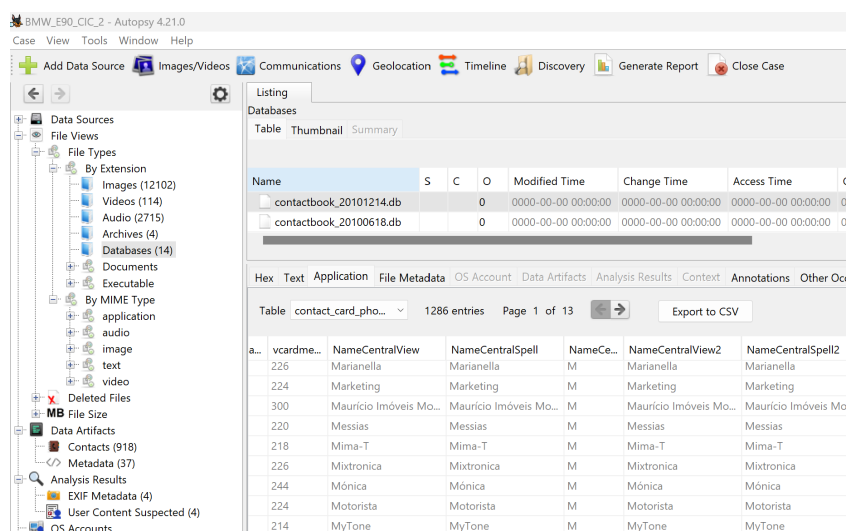 BMW_E90_CIC_2 - Autopsy 4.21.0
Case View Tools Window Help
Add Data Source Images/Videos Communications Geolocation Timeline Discovery Generate Report Close Case
Listing
Databases
Table Thumbnail Summary
Data Sources
File Views
File Types
By Extension
Images (12102)
Videos (114)
Audio (2715)
Archives (4)
Databases (14)
Documents
Executable
By MIME Type
application
audio
image
text
video
Deleted Files
MB File Size
Data Artifacts
Contacts (918)
Metadata (37)
Analysis Results
EXIF Metadata (4)
User Content Suspected (4)
OS Accounts
Name S C O Modified Time Change Time Access Time
contactbook_20101214.db 0 0000-00-00 00:00:00 0000-00-00 00:00:00 0000-00-00 00:00:00 0
contactbook_20100618.db 0 0000-00-00 00:00:00 0000-00-00 00:00:00 0000-00-00 00:00:00 0
Hex Text Application File Metadata OS Account Data Artifacts Analysis Results Context Annotations Other Occ
Table contact_card_pho... 1286 entries Page 1 of 13 Export to CSV
a... vcardme... NameCentralView NameCentralSpell NameCe... NameCentralView2 NameCentralSpell2
226 Marianella Marianella M Marianella Marianella
224 Marketing Marketing M Marketing Marketing
300 Maurício Imóveis Mo... Maurício Imóveis Mo... M Maurício Imóveis Mo... Maurício Imóveis Mo
220 Messias Messias M Messias Messias
218 Mima-T Mima-T M Mima-T Mima-T
226 Mixtronica Mixtronica M Mixtronica Mixtronica
244 Mónica Mónica M Mónica Mónica
224 Motorista Motorista M Motorista Motorista
214 MyTone MyTone M MyTone MyTone